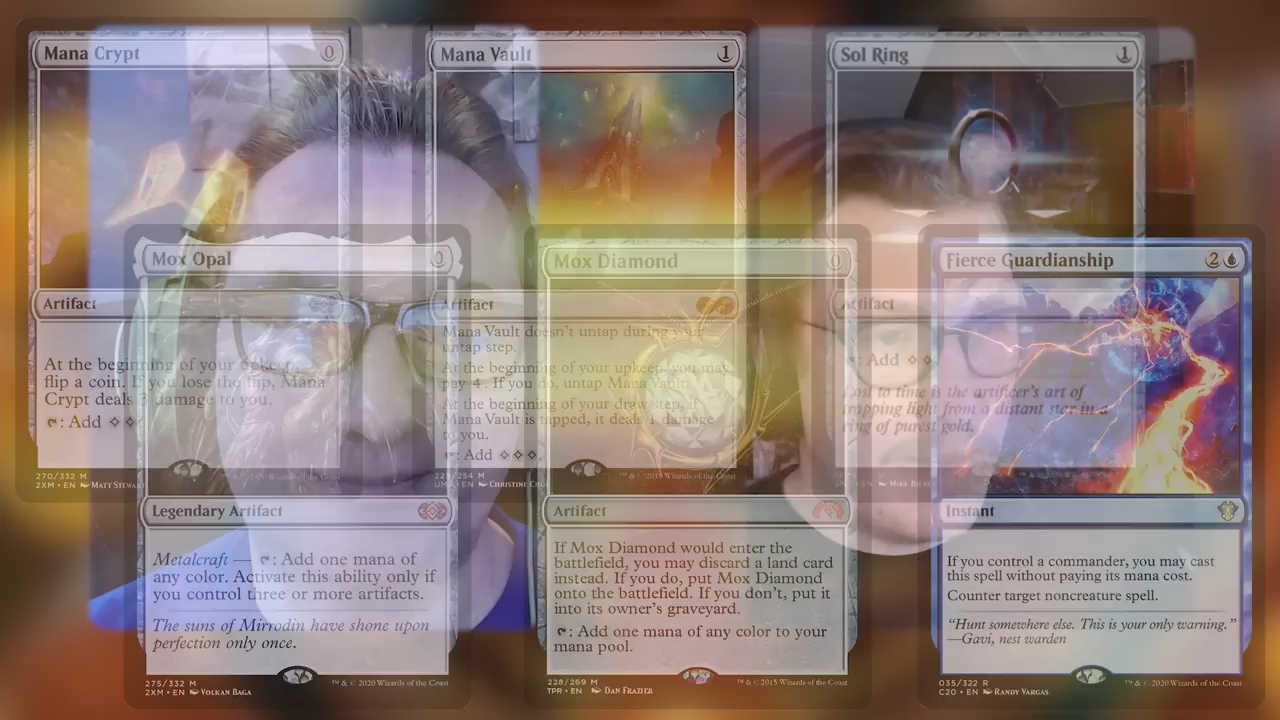 Mana Crypt 0
Artifact
At the beginning of your upkeep,
flip a coin. If you lose the flip, Mana
Crypt deals 3 damage to you.
: Add
270/332 M
2XM • EN MATT STEWART
Mana Vault 1
Artifact
Mana Vault doesn't untap during your
untap step.
At the beginning of your upkeep, you may
pay 4. If you do, untap Mana Vault.
At the beginning of your draw step, if
Mana Vault is tapped, it deals 1 damage
to you.
: Add
UMA • EN
Sol Ring 1
Artifact
: Add
Lost to time is the artificer's art of
trapping light from a distant star in a
ring of purest gold.
Mox Opal 0
Legendary Artifact
Metalcraft — : Add one mana of
any color. Activate this ability only if
you control three or more artifacts.
The suns of Mirrodin have shone upon
perfection only once.
275/332 M
2XM • EN VOLKAN BAGA
™ & © 2020 Wizards of the Coast
Mox Diamond 0
Artifact
If Mox Diamond would enter the
battlefield, you may discard a land card
instead. If you do, put Mox Diamond
onto the battlefield. If you don't, put it
into its owner's graveyard.
: Add one mana of any color to your
mana pool.
228/269 M
TPR • EN DAN FRAZIER
™ & © 2015 Wizards of the Coast
Fierce Guardianship 2
Instant
If you control a commander, you may cast
this spell without paying its mana cost.
Counter target noncreature spell.
"Hunt somewhere else. This is your only warning."
—Gavi, nest warden
035/322 R
C20 • EN RANDY VARGAS
™ & © 2020 Wizards of the Coast